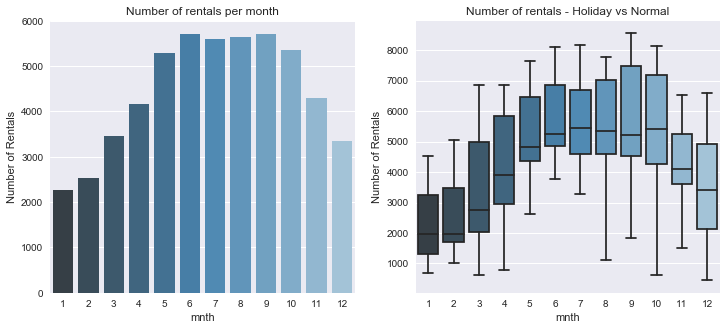 Number of rentals per month
Number of Rentals
6000
5000
4000
3000
2000
1000
0
1 2 3 4 5 6 7 8 9 10 11 12
mnth
Number of rentals - Holiday vs Normal
Number of Rentals
8000
7000
6000
5000
4000
3000
2000
1000
1 2 3 4 5 6 7 8 9 10 11 12
mnth